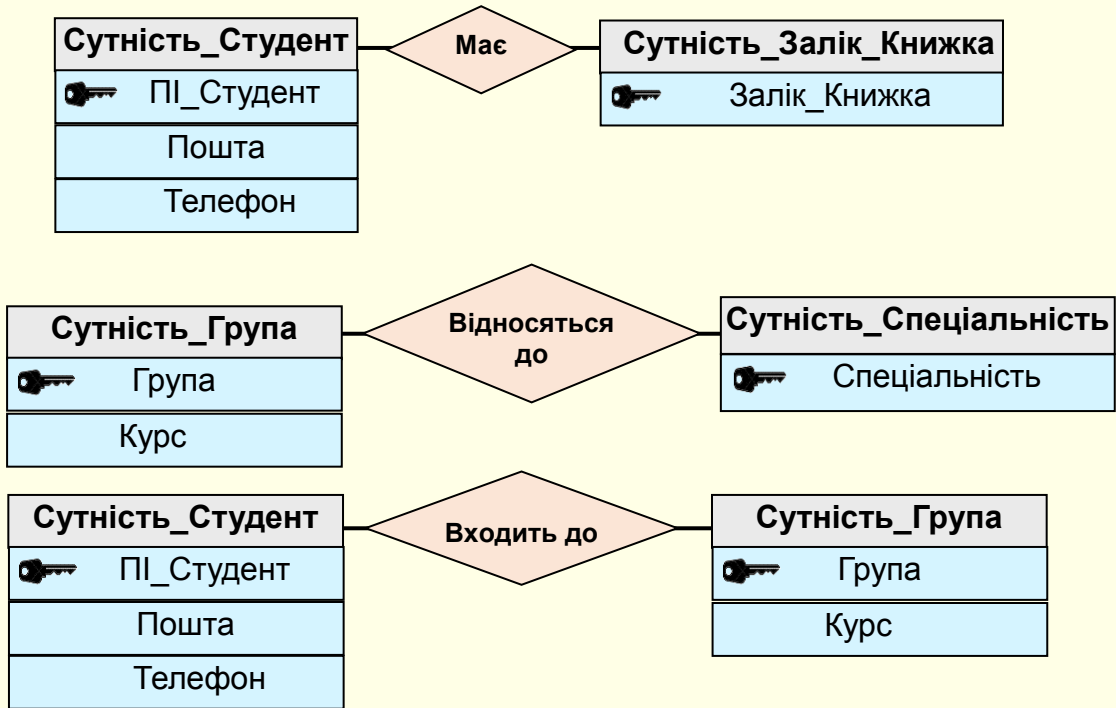 Сутність_Студент
Має
Сутність_Залік_Книжка
ПІ_Студент
Залік_Книжка
Пошта
Телефон
Сутність_Група
Відносяться
до
Сутність_Спеціальність
Група
Спеціальність
Курс
Сутність_Студент
Входить до
Сутність_Група
ПІ_Студент
Група
Пошта
Курс
Телефон